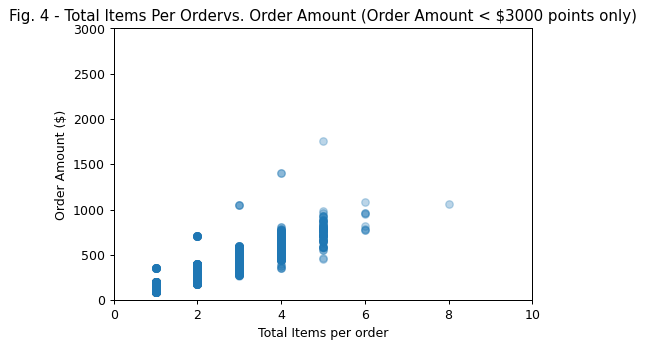 Fig. 4 - Total Items Per Ordervs. Order Amount (Order Amount < $3000 points only)
3000
2500
2000
1500
1000
500
0
Order Amount ($)
0 2 4 6 8 10
Total Items per order